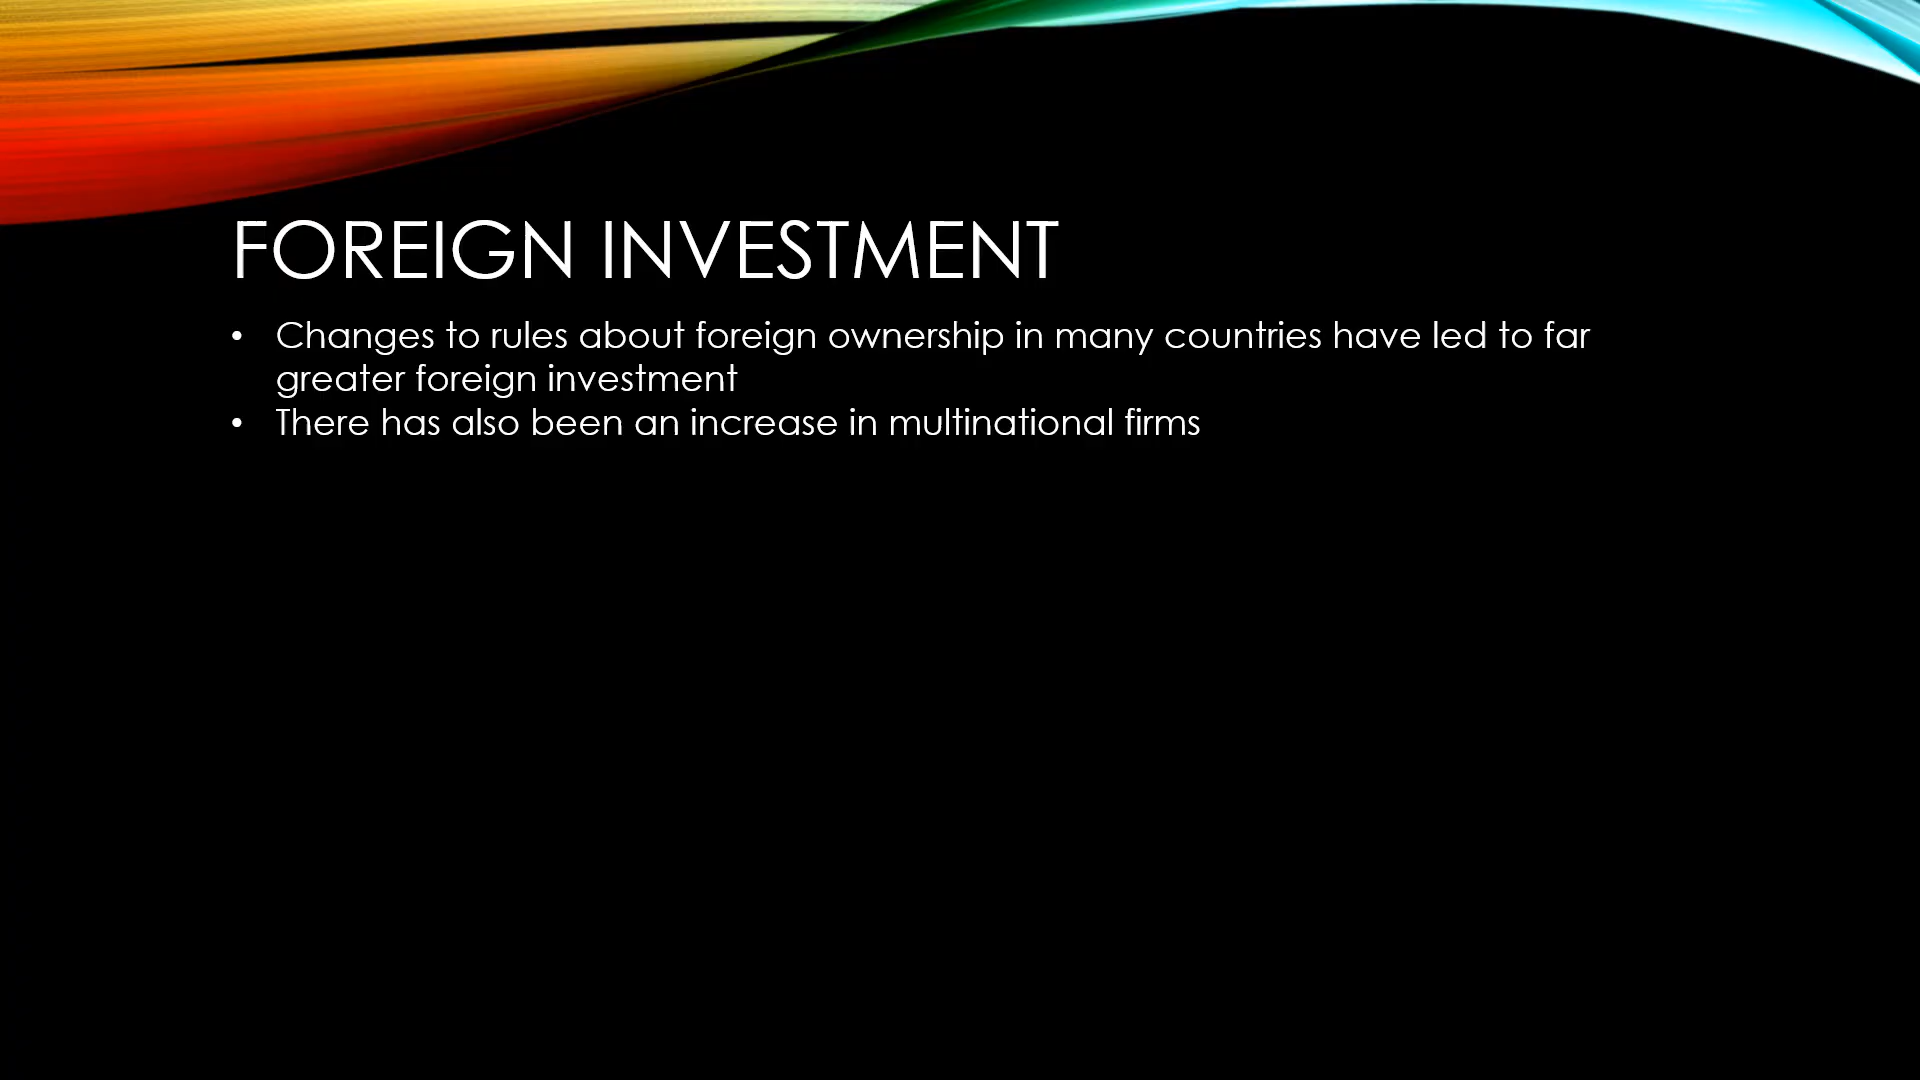 FOREIGN INVESTMENT
• Changes to rules about foreign ownership in many countries have led to far
greater foreign investment
• There has also been an increase in multinational firms